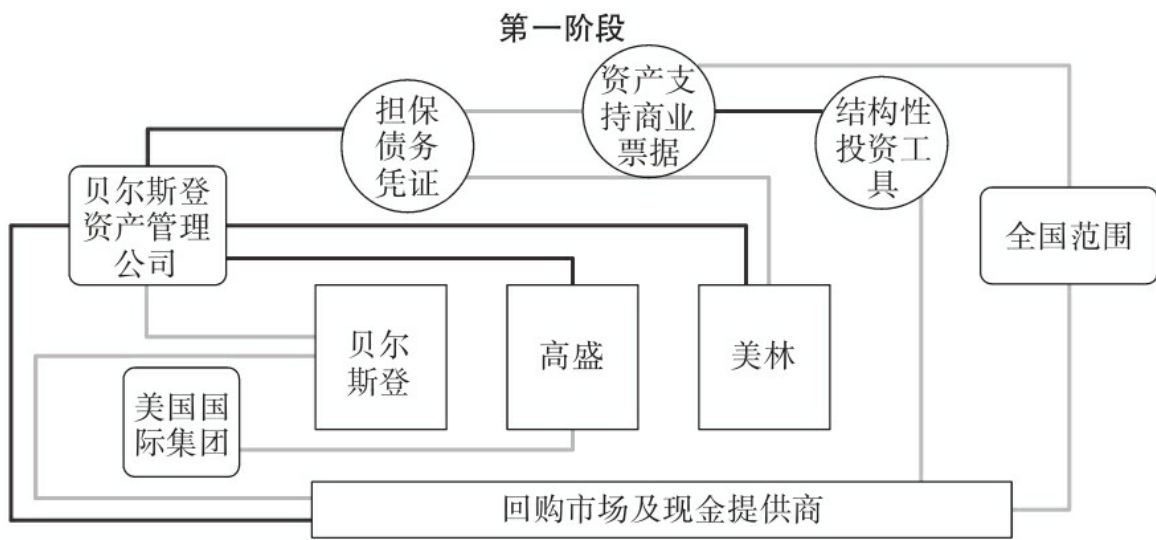 第一阶段
资产支
持商业
票据
担保
债务
凭证
结构性
投资工
具
贝尔斯登
资产管理
公司
全国范围
贝尔
斯登
高盛
美林
美国国
际集团
回购市场及现金提供商